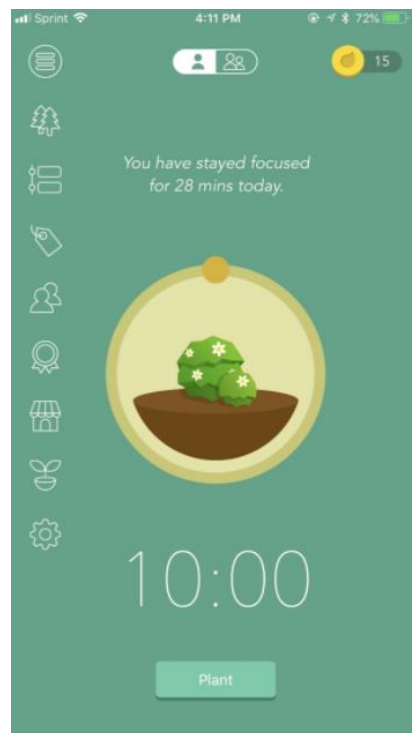 Sprint 4:11 PM 72%
15
You have stayed focused
for 28 mins today.
10:00
Plant